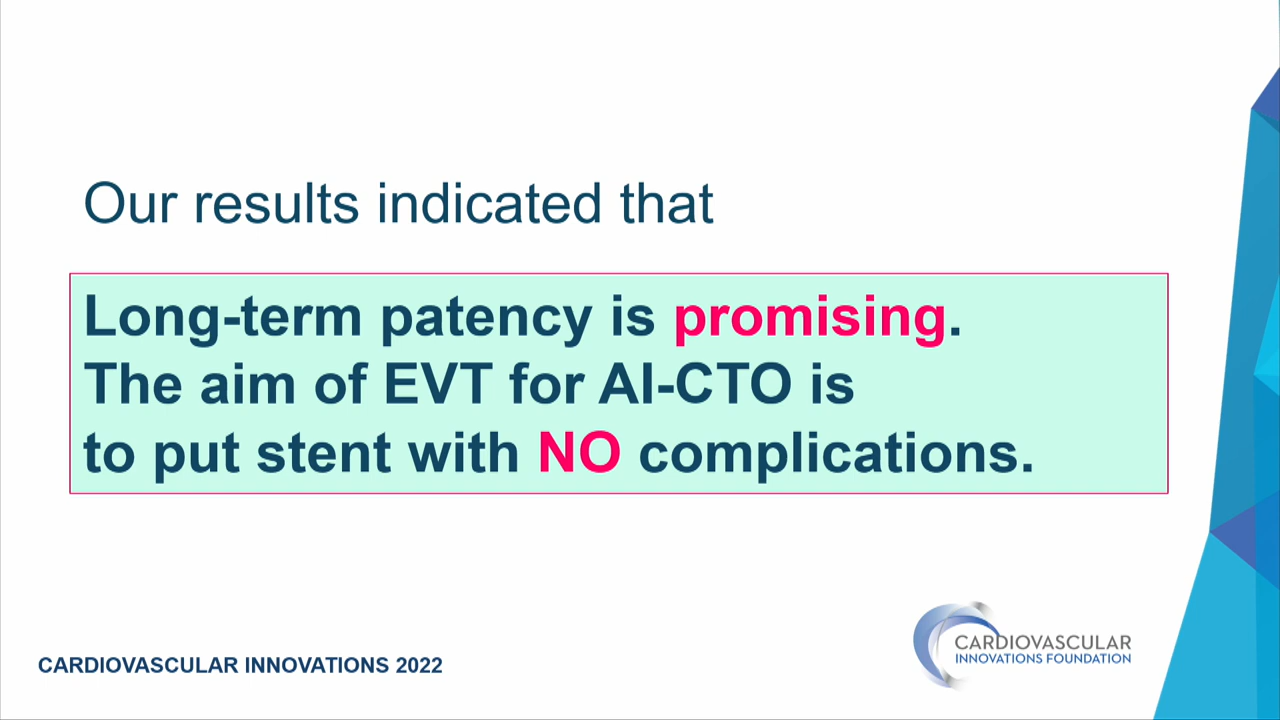 Our results indicated that
Long-term patency is promising.
The aim of EVT for AI-CTO is
to put stent with NO complications.
CARDIOVASCULAR
INNOVATIONS FOUNDATION
CARDIOVASCULAR INNOVATIONS 2022